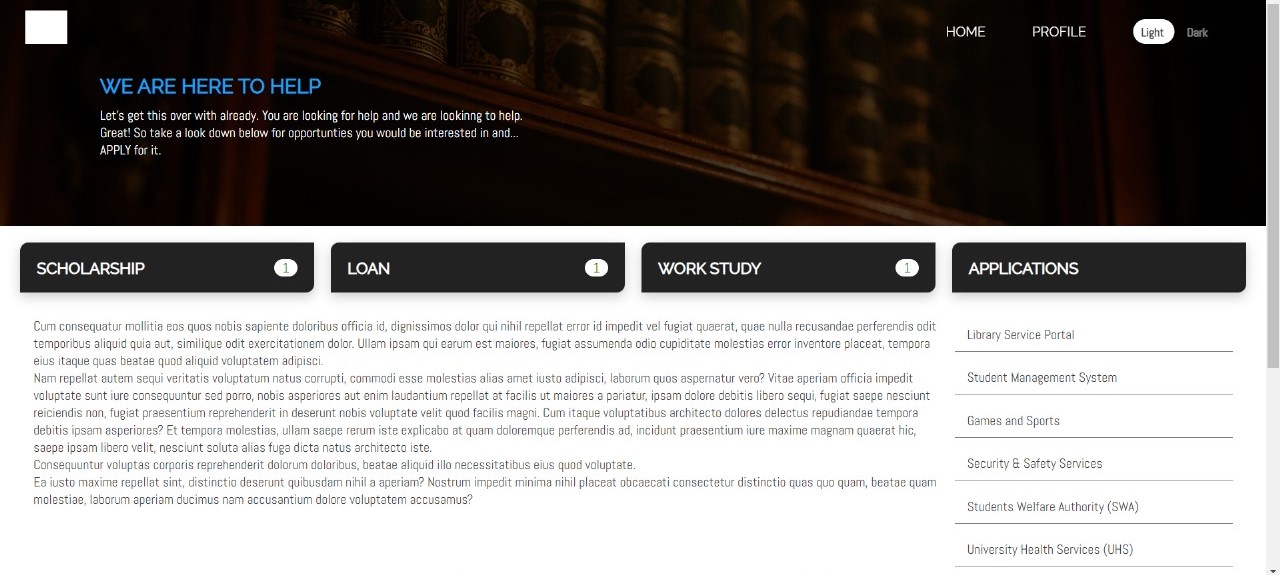 HOME PROFILE Light Dark
WE ARE HERE TO HELP
Let's get this over with already. You are looking for help and we are lookinng to help.
Great! So take a look down below for opportunties you would be interested in and...
APPLY for it.
SCHOLARSHIP 1
LOAN 1
WORK STUDY 1
APPLICATIONS
Cum consequatur mollitia eos quos nobis sapiente doloribus officia id, dignissimos dolor qui nihil repellat error id impedit vel fugiat quaerat, quae nulla recusandae perferendis odit
temporibus aliquid quia aut, similique odit exercitationem dolor. Ullam ipsam qui earum est maiores, fugiat assumenda odio cupiditate molestias error inventore placeat, tempora
eius itaque quas beatae quod aliquid voluptatem adipisci.
Nam repellat autem sequi veritatis voluptatum natus corrupti, commodi esse molestias alias amet iusto adipisci, laborum quos aspernatur vero? Vitae aperiam officia impedit
voluptate sunt iure consequuntur sed porro, nobis asperiores aut enim laudantium repellat at facilis ut maiores a pariatur, ipsam dolore debitis libero sequi, fugiat saepe nesciunt
reiciendis non, fugiat praesentium reprehenderit in deserunt nobis voluptate velit quod facilis magni. Cum itaque voluptatibus architecto dolores delectus repudiandae tempora
debitis ipsam asperiores? Et tempora molestias, ullam saepe rerum iste explicabo at quam doloremque perferendis ad, incidunt praesentium iure maxime magnam quaerat hic,
saepe ipsam libero velit, nesciunt soluta alias fuga dicta natus architecto iste.
Consequuntur voluptas corporis reprehenderit dolorum doloribus, beatae aliquid illo necessitatibus eius quod voluptate.
Ea iusto maxime repellat sint, distinctio deserunt quibusdam nihil a aperiam? Nostrum impedit minima nihil placeat obcaecati consectetur distinctio quas quo quam, beatae quam
molestiae, laborum aperiam ducimus nam accusantium dolore voluptatem accusamus?
Library Service Portal
Student Management System
Games and Sports
Security & Safety Services
Students Welfare Authority (SWA)
University Health Services (UHS)